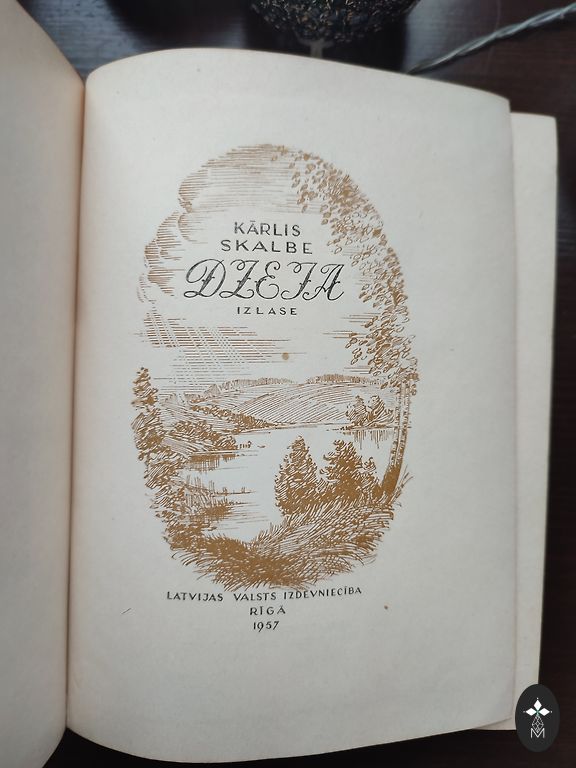 KĀRLIS
SKALBE
DZEJA
IZLASE
LATVIJAS VALSTS IZDEVNIECĪBA
RĪGĀ
1957
M